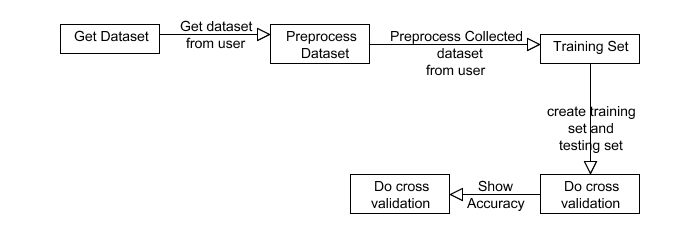 Get Dataset
Get dataset
from user
Preprocess
Dataset
Preprocess Collected
dataset
from user
Training Set
create training
set and
testing set
Do cross
validation
Show
Accuracy
Do cross
validation